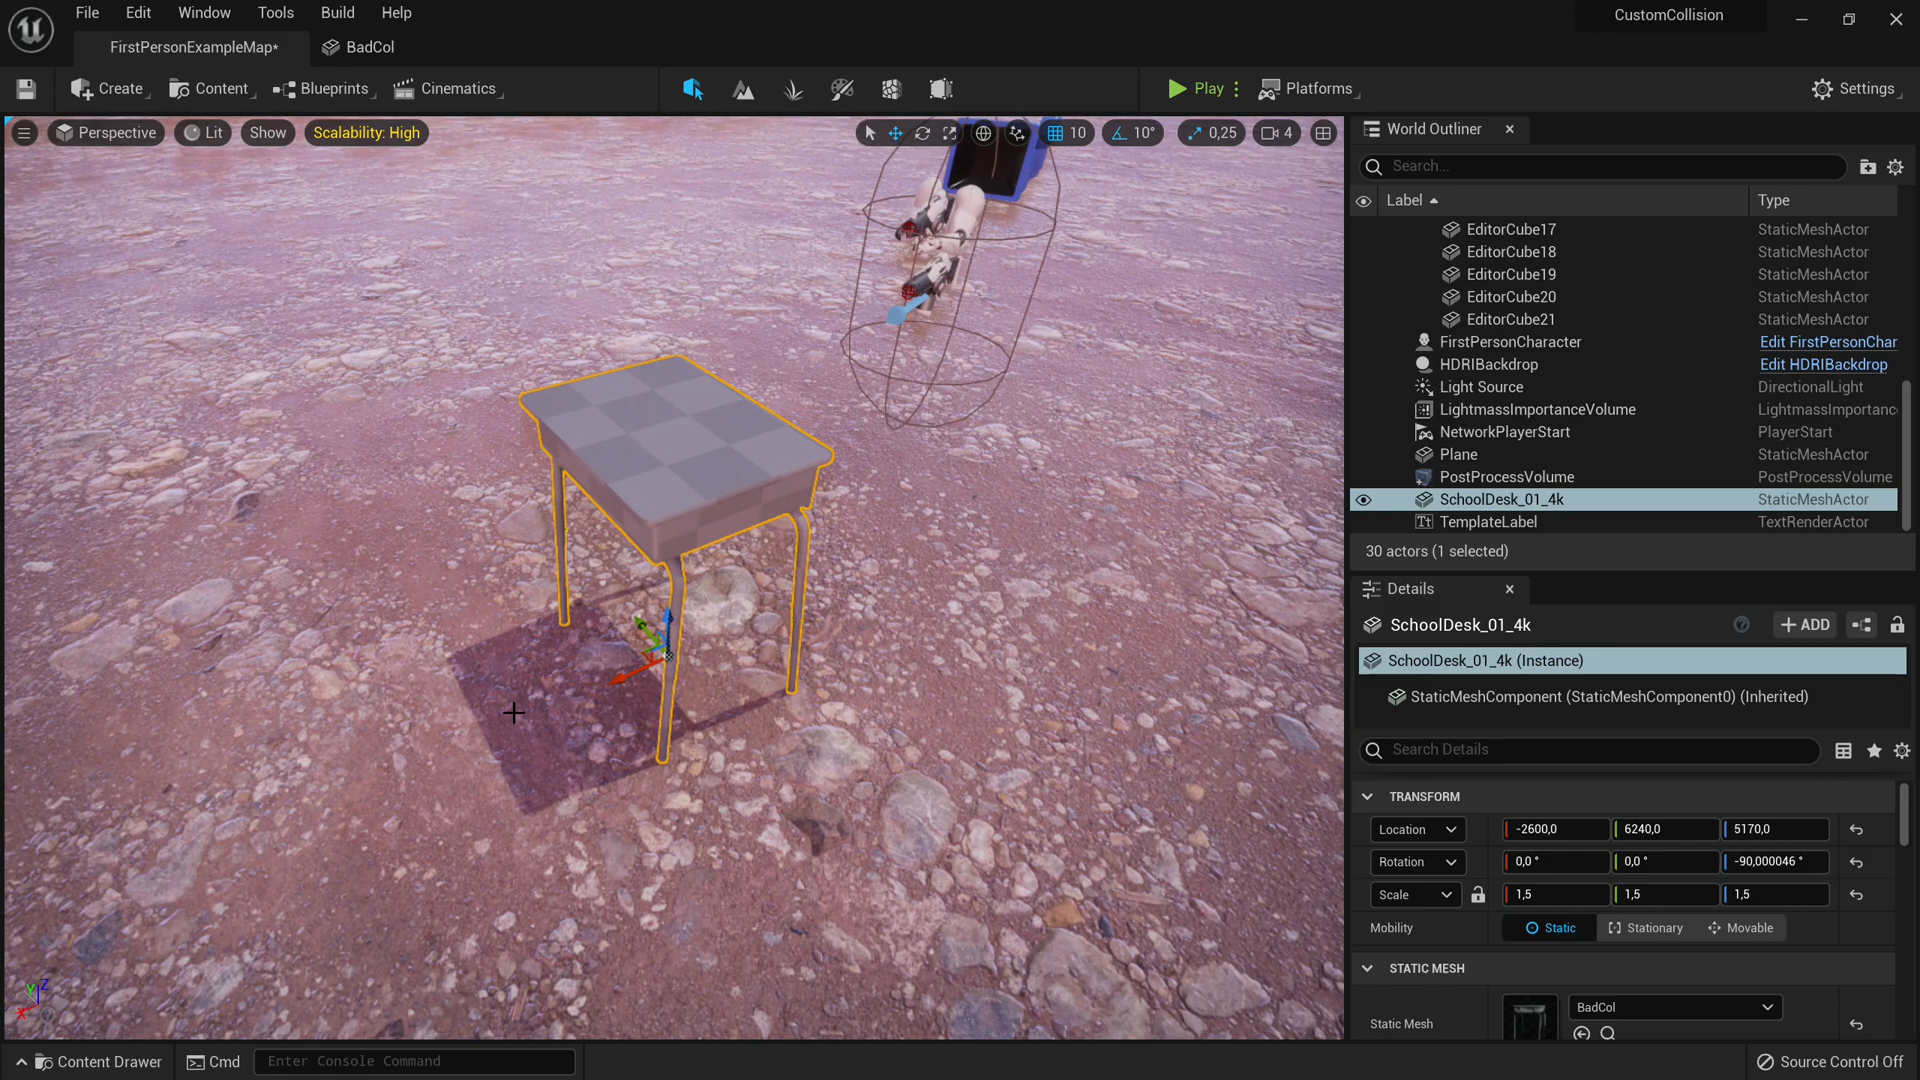 File Edit Window Tools Build Help
CustomCollision
FirstPersonExampleMap*
BadCol
Create
Content
Blueprints
Cinematics
Play
Platforms
Settings
Perspective
Lit
Show
Scalability: High
10
10°
0,25
4
World Outliner
Search...
Label
Type
EditorCube17 StaticMeshActor
EditorCube18 StaticMeshActor
EditorCube19 StaticMeshActor
EditorCube20 StaticMeshActor
EditorCube21 StaticMeshActor
FirstPersonCharacter Edit FirstPersonChar
HDRIBackdrop Edit HDRIBackdrop
Light Source DirectionalLight
LightmassImportanceVolume LightmassImportanc
NetworkPlayerStart PlayerStart
Plane StaticMeshActor
PostProcessVolume PostProcessVolume
SchoolDesk_01_4k StaticMeshActor
Tt TemplateLabel TextRenderActor
30 actors (1 selected)
Details
SchoolDesk_01_4k
+ ADD
SchoolDesk_01_4k (Instance)
StaticMeshComponent (StaticMeshComponent0) (Inherited)
Search Details
TRANSFORM
Location -2600,0 6240,0 5170,0
Rotation 0,0 ° 0,0 ° -90,000046 °
Scale 1,5 1,5 1,5
Mobility Static Stationary Movable
STATIC MESH
BadCol
Static Mesh
Y Z
X
Content Drawer
Cmd
Enter Console Command
Source Control Off